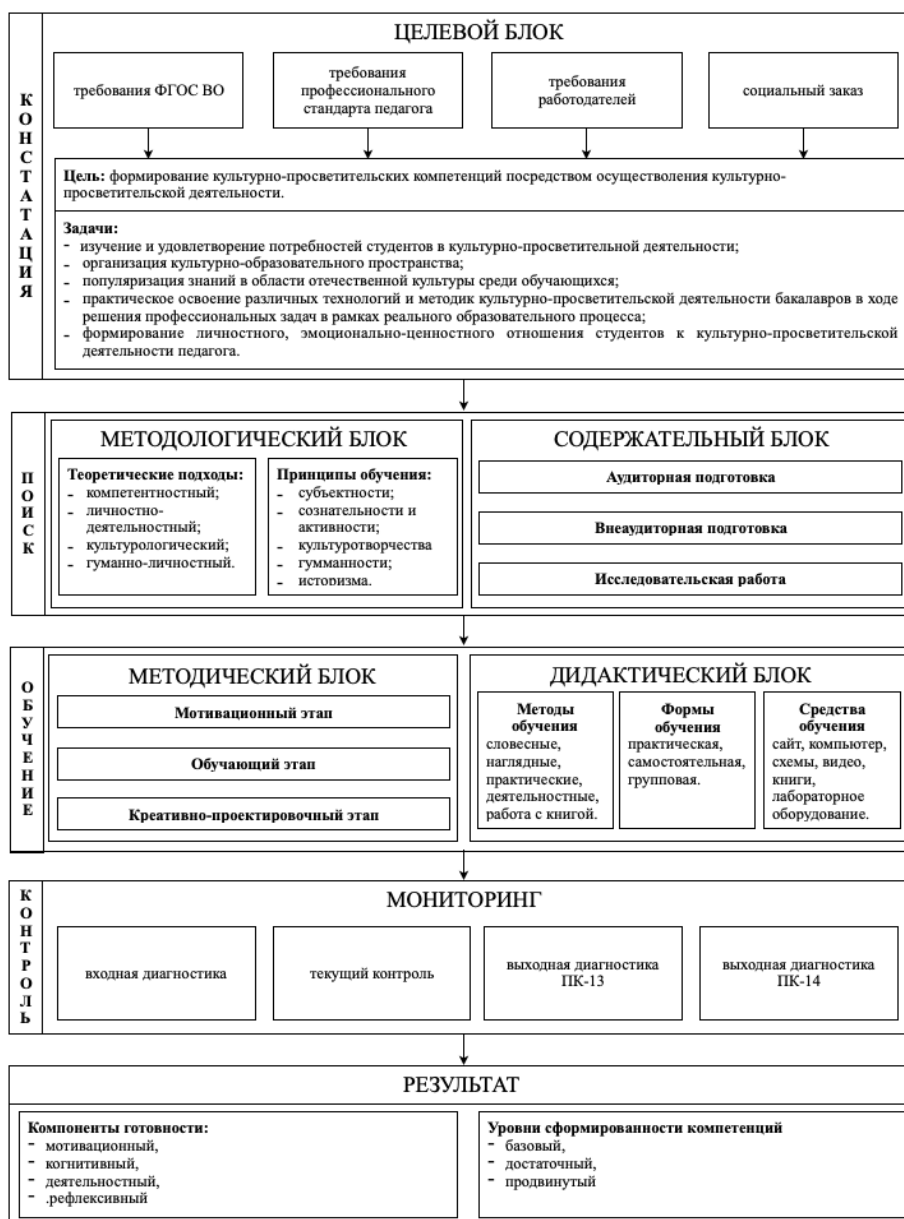 КОНСТАТАЦИЯ
ЦЕЛЕВОЙ БЛОК
требования ФГОС ВО
требования
профессионального
стандарта педагога
требования
работодателей
социальный заказ
Цель: формирование культурно-просветительских компетенций посредством осуществоления культурно-
просветительской деятельности.
Задачи:
- изучение и удовлетворение потребностей студентов в культурно-просветительной деятельности;
- организация культурно-образовательного пространства;
- популяризация знаний в области отечественной культуры среди обучающихся;
- практическое освоение различных технологий и методик культурно-просветительской деятельности бакалавров в ходе
решения профессиональных задач в рамках реального образовательного процесса;
- формирование личностного, эмоционально-ценностного отношения студентов к культурно-просветительской
деятельности педагога.
ПОИСК
МЕТОДОЛОГИЧЕСКИЙ БЛОК
Теоретические подходы:
- компетентностный;
- личностно-
деятельностный;
- культурологический;
- гуманно-личностный.
Принципы обучения:
- субъектности;
- сознательности и
активности;
- культуротворчества
- гумманности;
- историзма.
СОДЕРЖАТЕЛЬНЫЙ БЛОК
Аудиторная подготовка
Внеаудиторная подготовка
Исследовательская работа
ОБУЧЕНИЕ
МЕТОДИЧЕСКИЙ БЛОК
Мотивационный этап
Обучающий этап
Креативно-проектировочный этап
ДИДАКТИЧЕСКИЙ БЛОК
Методы
обучения
словесные,
наглядные,
практические,
деятельностные,
работа с книгой.
Формы
обучения
практическая,
самостоятельная,
групповая.
Средства
обучения
сайт, компьютер,
схемы, видео,
книги,
лабораторное
оборудование.
КОНТРОЛЬ
МОНИТОРИНГ
входная диагностика
текущий контроль
выходная диагностика
ПК-13
выходная диагностика
ПК-14
РЕЗУЛЬТАТ
Компоненты готовности:
- мотивационный,
- когнитивный,
- деятельностный,
- .рефлексивный
Уровни сформированности компетенций
- базовый,
- достаточный,
- продвинутый